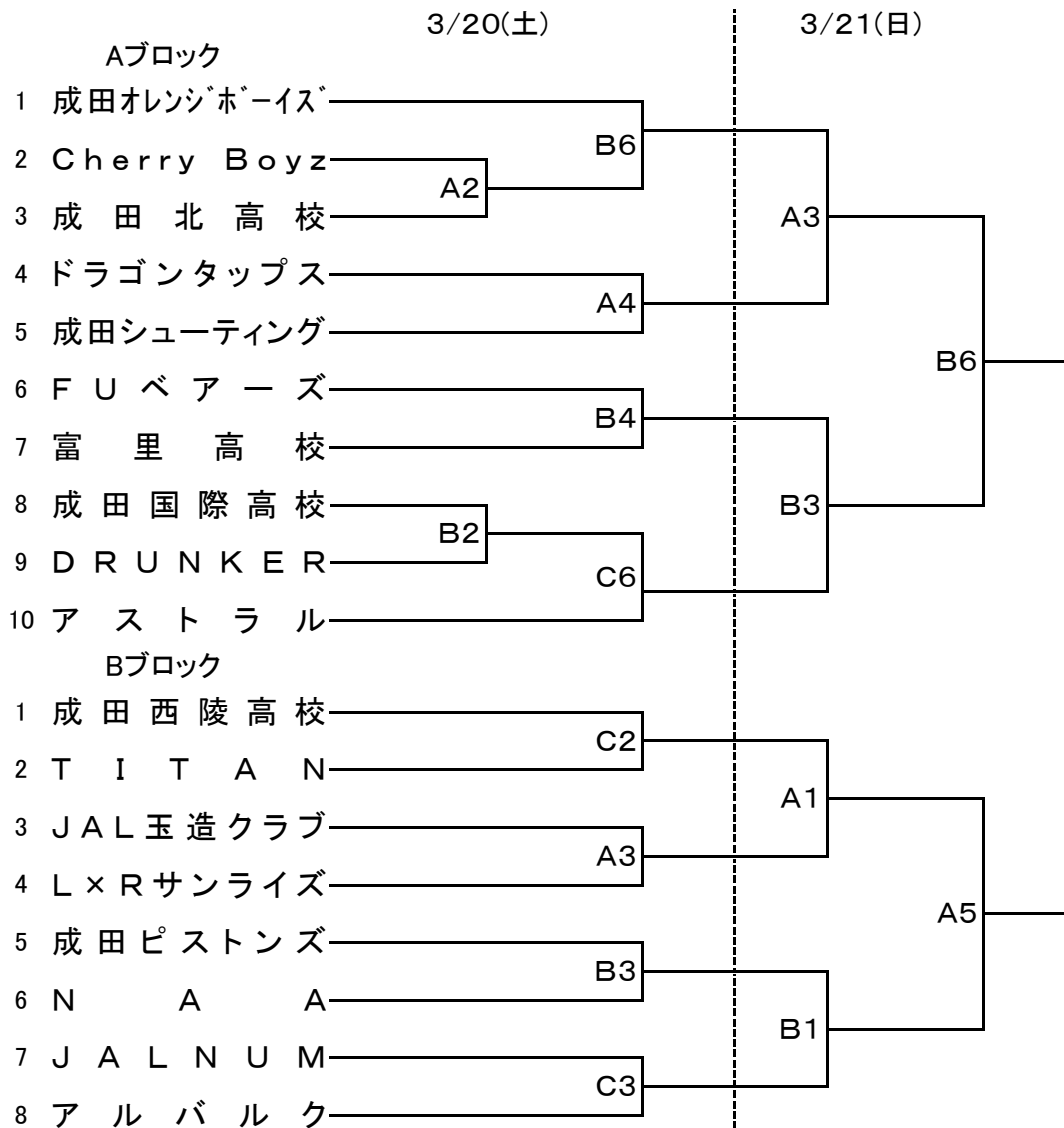 3/20(土) 3/21(日)
Aブロック
1 成田オレンジボーイズ
B6
2 Cherry Boyz
A2
3 成田北高校
A3
4 ドラゴンタップス
A4
5 成田シューティング
B6
6 FUベアーズ
B4
7 富里高校
8 成田国際高校
B3
B2
9 DRUNKER
C6
10 アストラル
Bブロック
1 成田西陵高校
C2
2 TITAN
A1
3 JAL玉造クラブ
A3
4 L×Rサンライズ
A5
5 成田ピストンズ
B3
6 NAA
B1
7 JALNUM
C3
8 アルバルク